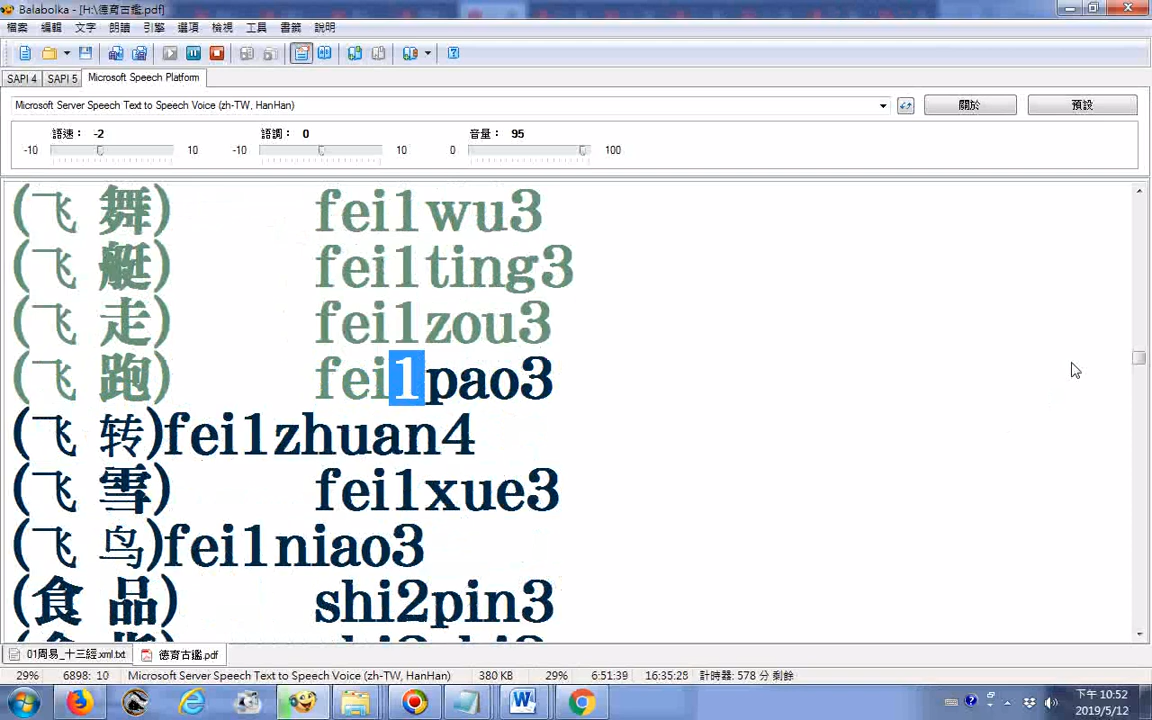 Balabolka - [H:\德育古鑑.pdf]
檔案 編輯 文字 朗讀 引擎 選項 檢視 工具 書籤 說明
SAPI 4 SAPI 5 Microsoft Speech Platform
Microsoft Server Speech Text to Speech Voice (zh-TW, HanHan) 關於 預設
語速： -2 語調： 0 音量： 95
-10 10 -10 10 0 100
(飞 舞) fei1wu3
(飞 艇) fei1ting3
(飞 走) fei1zou3
(飞 跑) fei1pao3
(飞 转)fei1zhuan4
(飞 雪) fei1xue3
(飞 鸟)fei1niao3
(食 品) shi2pin3
01周易_十三經.xml.txt 德育古鑑.pdf
29% 6898: 10 Microsoft Server Speech Text to Speech Voice (zh-TW, HanHan) 380 KB 29% 6:51:39 16:35:28 計時器: 578 分 剩餘
下午 10:52
2019/5/12